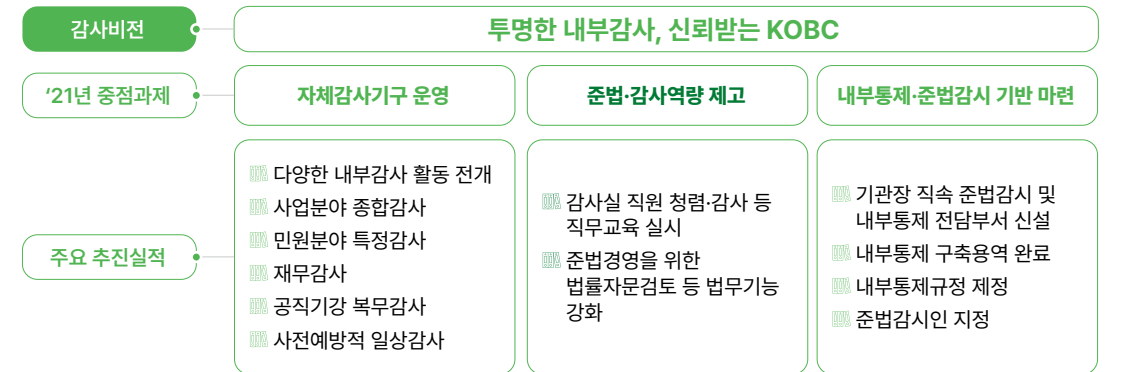 감사비전
투명한 내부감사, 신뢰받는 KOBC
‘21년 중점과제
자체감사기구 운영
준법·감사역량 제고
내부통제·준법감시 기반 마련
주요 추진실적
다양한 내부감사 활동 전개
사업분야 종합감사
민원분야 특정감사
재무감사
공직기강 복무감사
사전예방적 일상감사
감사실 직원 청렴·감사 등
직무교육 실시
준법경영을 위한
법률자문검토 등 법무기능
강화
기관장 직속 준법감시 및
내부통제 전담부서 신설
내부통제 구축용역 완료
내부통제규정 제정
준법감시인 지정